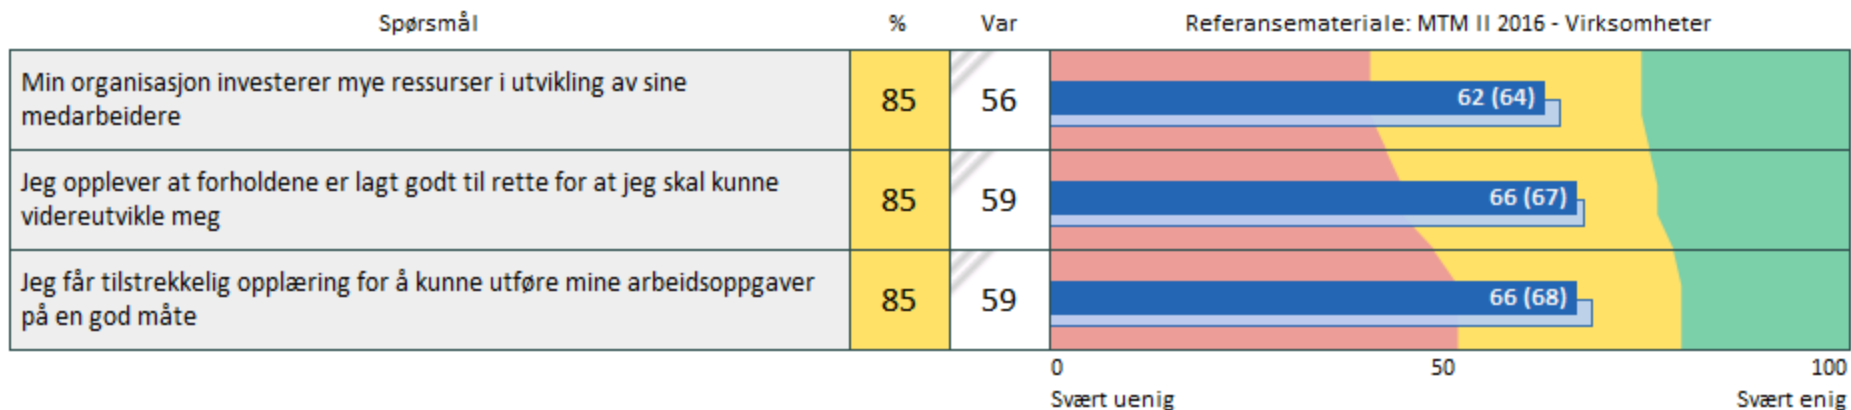 Spørsmål % Var Referansemateriale: MTM II 2016 - Virksomheter
Min organisasjon investerer mye ressurser i utvikling av sine
medarbeidere
85 56 62 (64)
Jeg opplever at forholdene er lagt godt til rette for at jeg skal kunne
videreutvikle meg
85 59 66 (67)
Jeg får tilstrekkelig opplæring for å kunne utføre mine arbeidsoppgaver
på en god måte
85 59 66 (68)
0 50 100
Svært uenig Svært enig